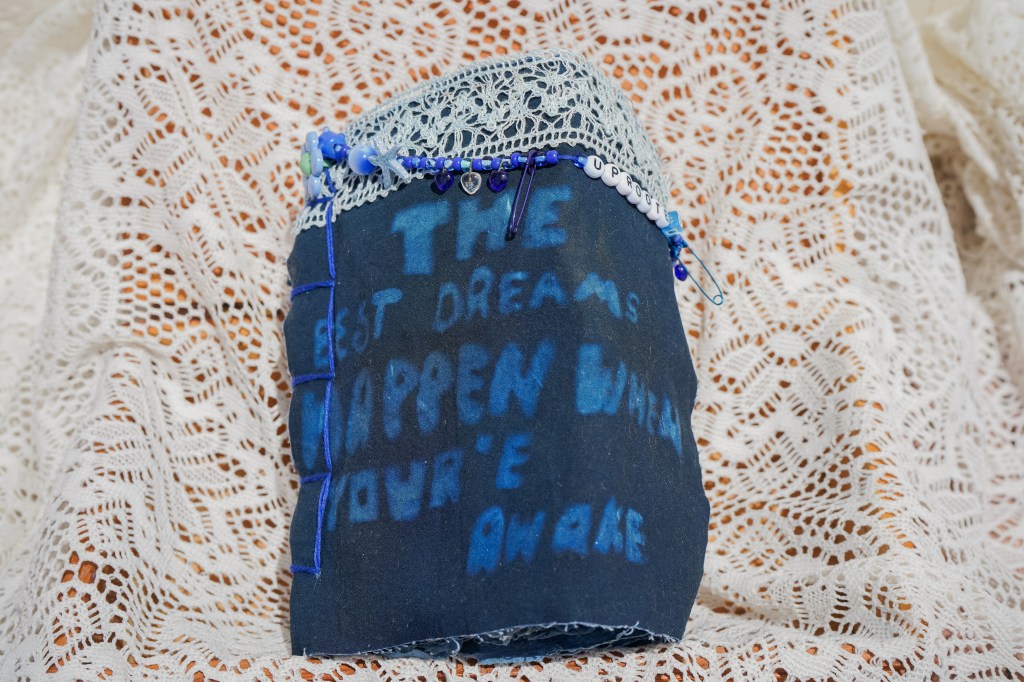 THE
BEST DREAMS
HAPPEN WHEN
YOUR'E
AWAKE